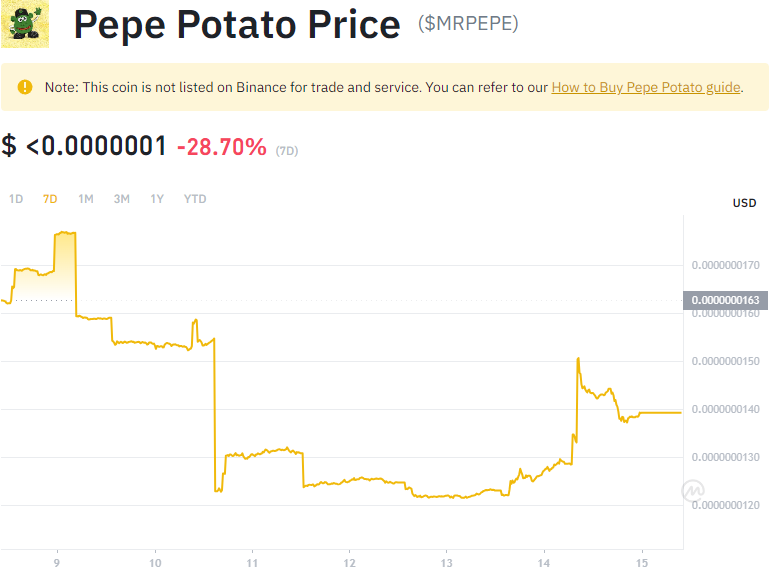 Pepe Potato Price ($MRPEPE)
Note: This coin is not listed on Binance for trade and service. You can refer to our How to Buy Pepe Potato guide.
$ <0.0000001 -28.70% (7D)
1D 7D 1M 3M 1Y YTD
USD
0.0000000170
0.0000000163
0.0000000160
0.0000000150
0.0000000140
0.0000000130
0.0000000120
9 10 11 12 13 14 15